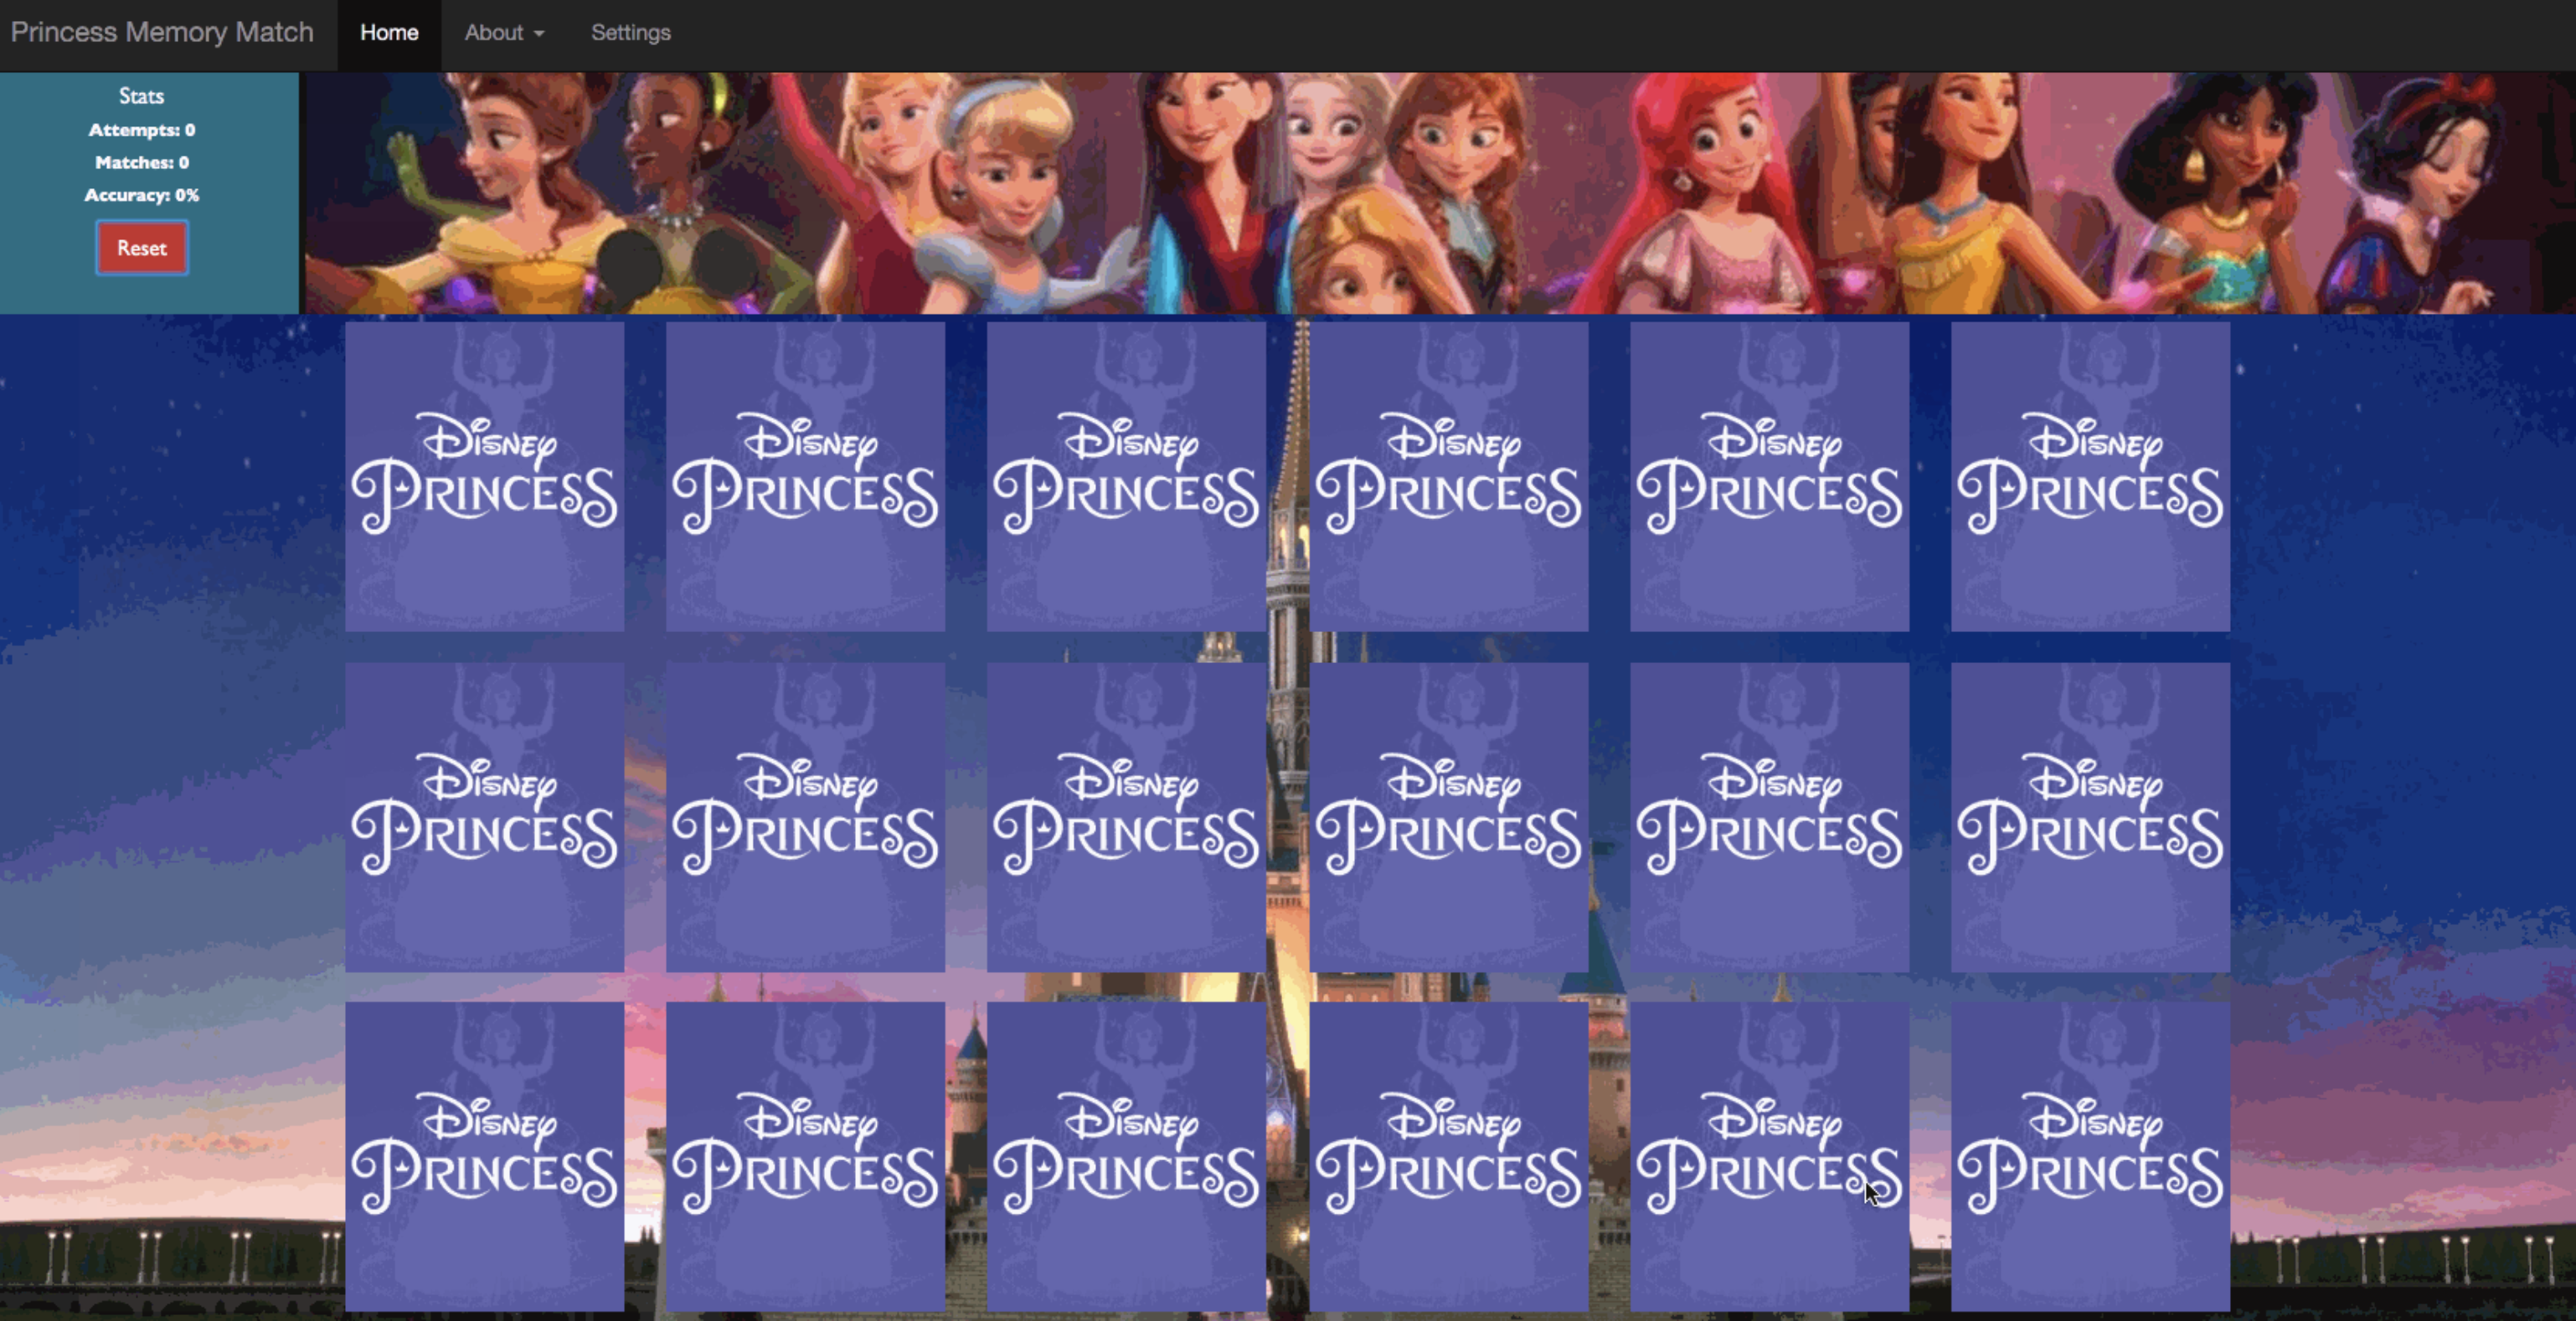 Princess Memory Match Home About Settings
Stats
Attempts: 0
Matches: 0
Accuracy: 0%
Reset
Disney Disney Disney Disney Disney Disney
Princess Princess Princess Princess Princess Princess
Disney Disney Disney Disney Disney Disney
Princess Princess Princess Princess Princess Princess
Disney Disney Disney Disney Disney Disney
Princess Princess Princess Princess Princess Princess